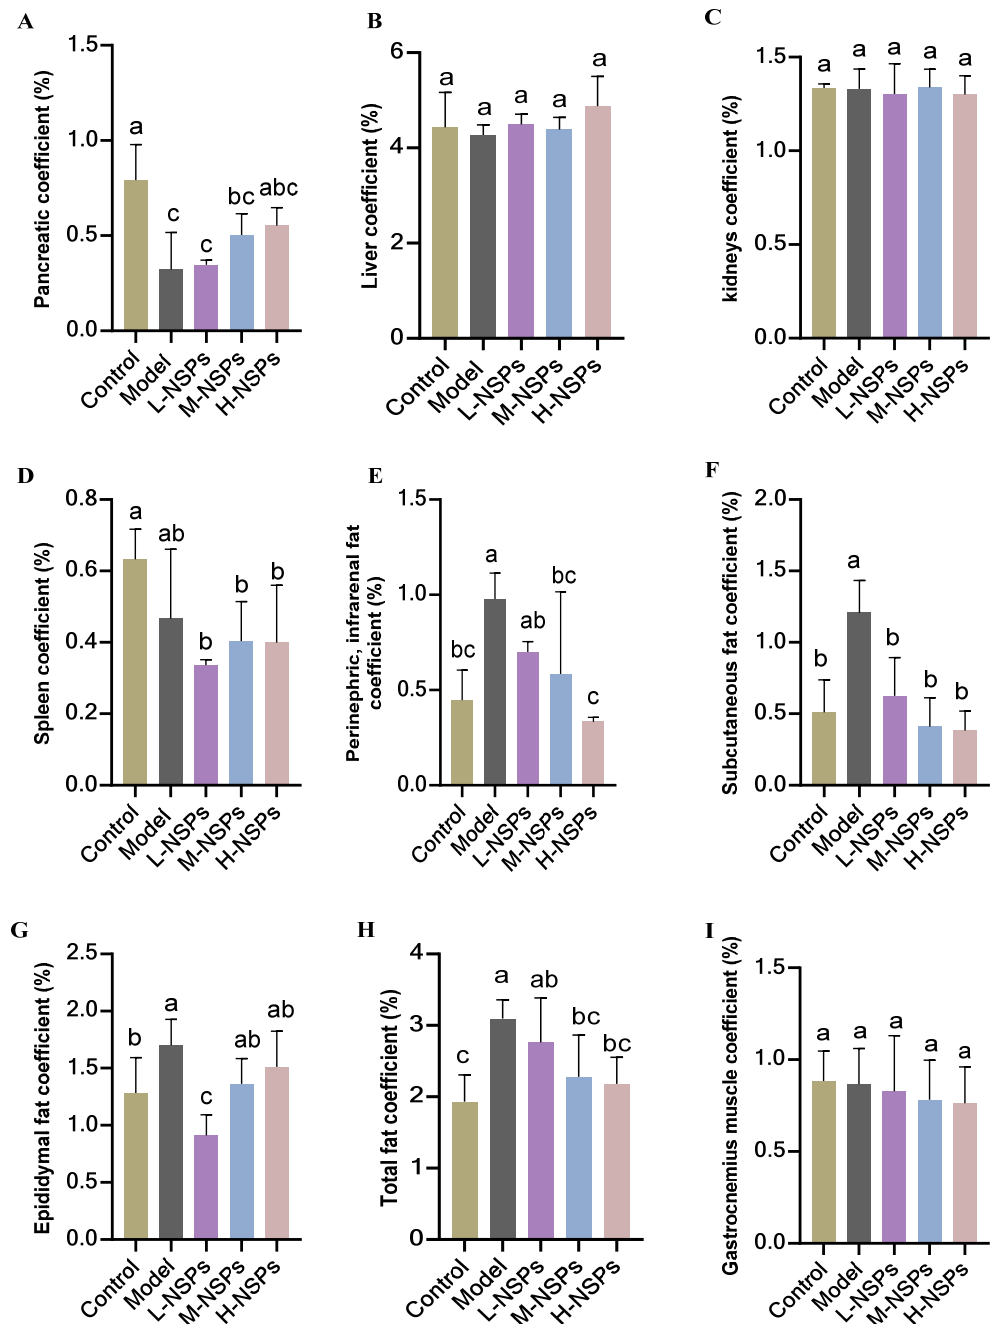 A
Pancreatic coefficient (%)
1.5
1.0
0.5
0.0
a
c
c
bc
abc
Control
Model
L-NSPs
M-NSPs
H-NSPs
B
Liver coefficient (%)
6
4
2
0
a
a
a
a
a
Control
Model
L-NSPs
M-NSPs
H-NSPs
C
kidneys coefficient (%)
1.5
1.0
0.5
0.0
a
a
a
a
a
Control
Model
L-NSPs
M-NSPs
H-NSPs
D
Spleen coefficient (%)
0.8
0.6
0.4
0.2
0.0
a
ab
b
b
b
Control
Model
L-NSPs
M-NSPs
H-NSPs
E
Perinephric, infrarenal fat
coefficient (%)
1.5
1.0
0.5
0.0
bc
a
ab
bc
c
Control
Model
L-NSPs
M-NSPs
H-NSPs
F
Subcutaneous fat coefficient (%)
2.0
1.5
1.0
0.5
0.0
b
a
b
b
b
Control
Model
L-NSPs
M-NSPs
H-NSPs
G
Epididymal fat coefficient (%)
2.5
2.0
1.5
1.0
0.5
0.0
b
a
c
ab
ab
Control
Model
L-NSPs
M-NSPs
H-NSPs
H
Total fat coefficient (%)
4
3
2
1
0
c
a
ab
bc
bc
Control
Model
L-NSPs
M-NSPs
H-NSPs
I
Gastrocnemius muscle coefficient (%)
1.5
1.0
0.5
0.0
a
a
a
a
a
Control
Model
L-NSPs
M-NSPs
H-NSPs